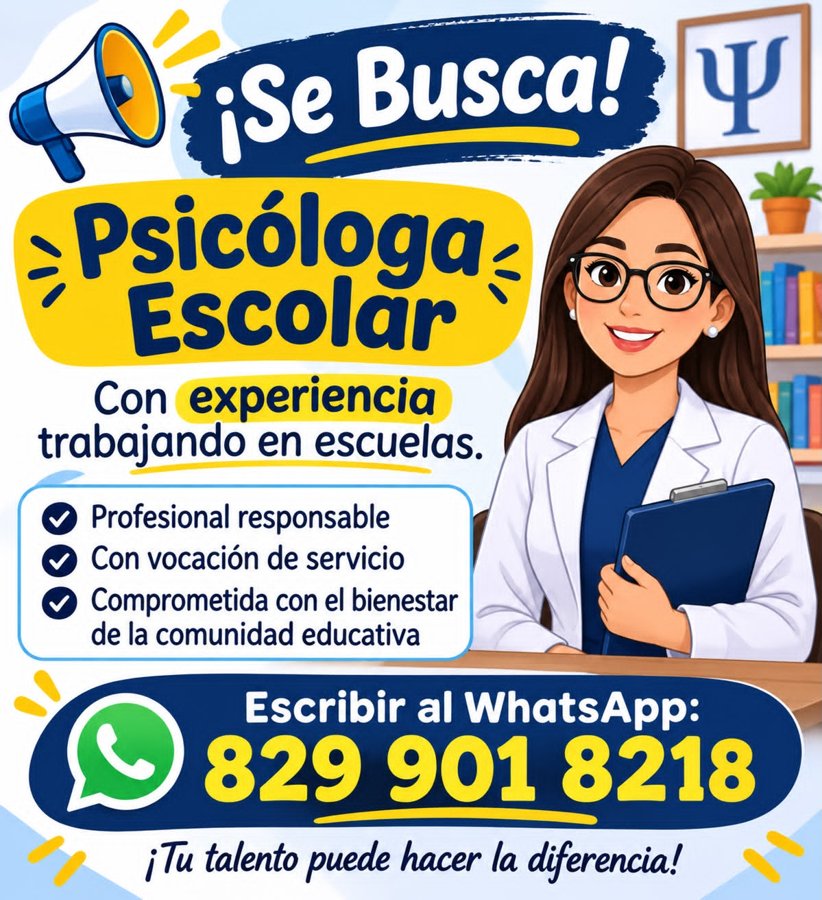 ¡Se Busca!
Psicóloga
Escolar
Con experiencia
trabajando en escuelas.
Profesional responsable
Con vocación de servicio
Comprometida con el bienestar
de la comunidad educativa
Escribir al WhatsApp:
829 901 8218
¡Tu talento puede hacer la diferencia!
Ψ